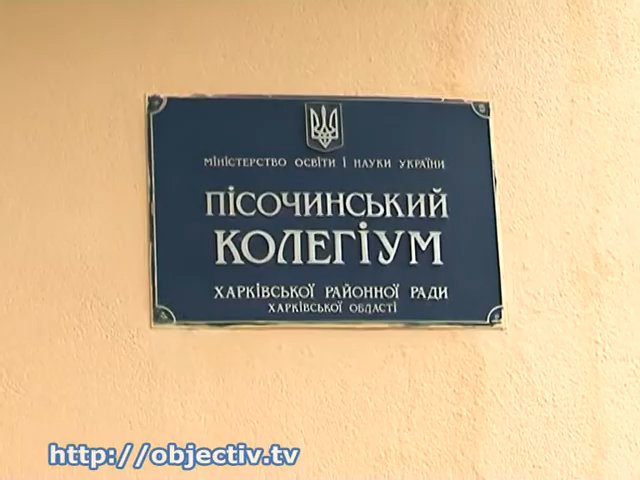 МІНІСТЕРСТВО ОСВІТИ І НАУКИ УКРАЇНИ
ПІСОЧИНСЬКИЙ
КОЛЕГІУМ
ХАРКІВСЬКОЇ РАЙОННОЇ РАДИ
ХАРКІВСЬКОЇ ОБЛАСТІ
http://objectiv.tv